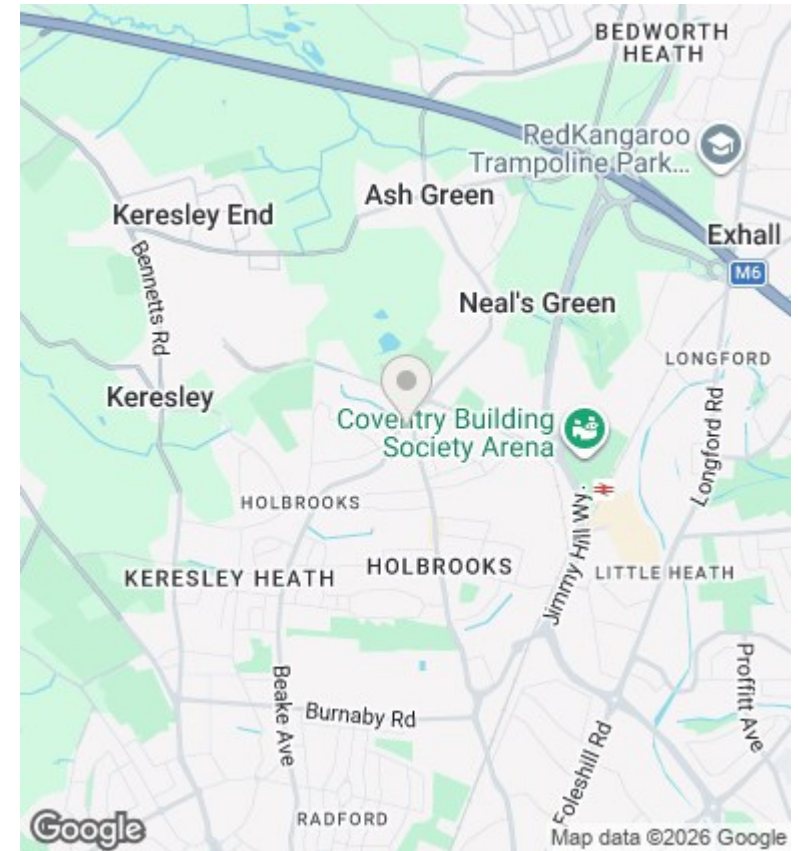 BEDWORTH
HEATH
RedKangaroo
Trampoline Park...
Ash Green
Keresley End
Exhall
M6
Bennetts Rd
Neal's Green
LONGFORD
Keresley
Longford Rd
Coventry Building
Society Arena
HOLBROOKS
Jimmy Hill Wy.
HOLBROOKS
KERESLEY HEATH
LITTLE HEATH
Beake Ave
Proffitt Ave
Burnaby Rd
Foleshill Rd
RADFORD
Google
Map data ©2026 Google